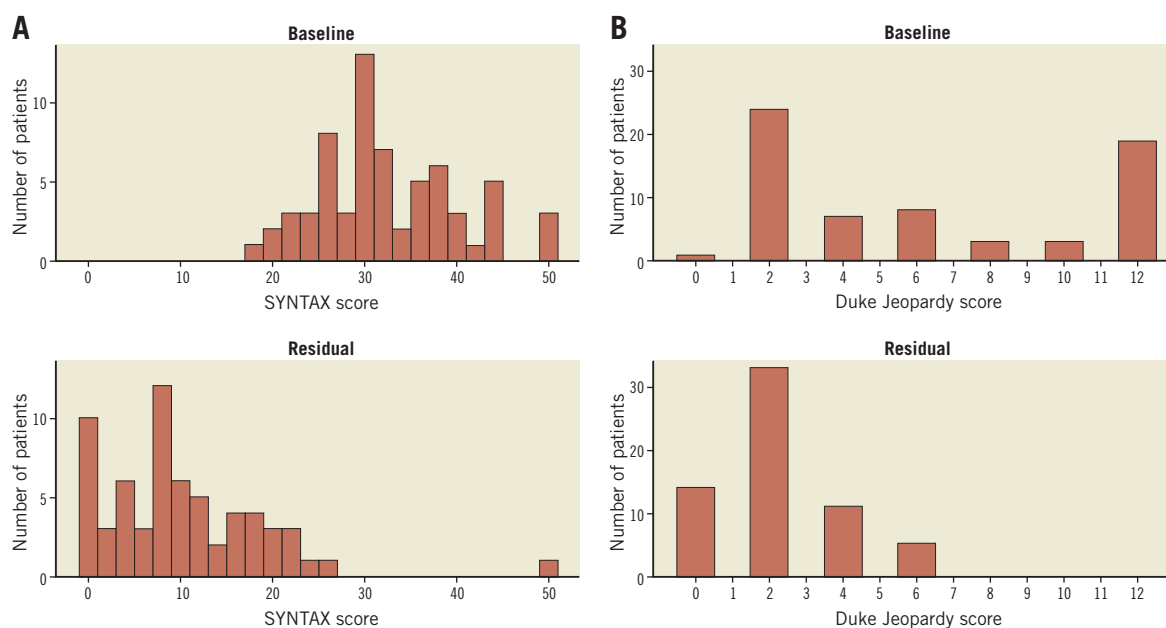 A
Baseline
Number of patients
10
5
0
0 10 20 30 40 50
SYNTAX score
Residual
Number of patients
10
5
0
0 10 20 30 40 50
SYNTAX score
B
Baseline
Number of patients
30
20
10
0
0 1 2 3 4 5 6 7 8 9 10 11 12
Duke Jeopardy score
Residual
Number of patients
30
20
10
0
0 1 2 3 4 5 6 7 8 9 10 11 12
Duke Jeopardy score